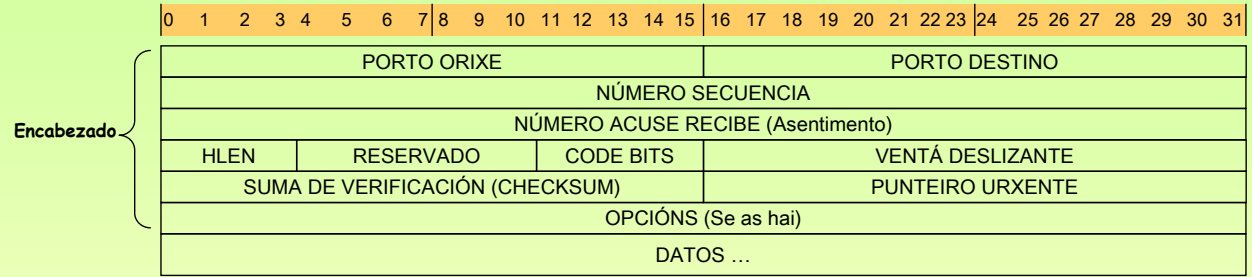 0 1 2 3 4 5 6 7 8 9 10 11 12 13 14 15 16 17 18 19 20 21 22 23 24 25 26 27 28 29 30 31
PORTO ORIXE PORTO DESTINO
NÚMERO SECUENCIA
Encabezado NÚMERO ACUSE RECIBE (Asentimento)
HLEN RESERVADO CODE BITS VENTÁ DESLIZANTE
SUMA DE VERIFICACIÓN (CHECKSUM) PUNTEIRO URXENTE
OPCIÓNS (Se as hai)
DATOS …